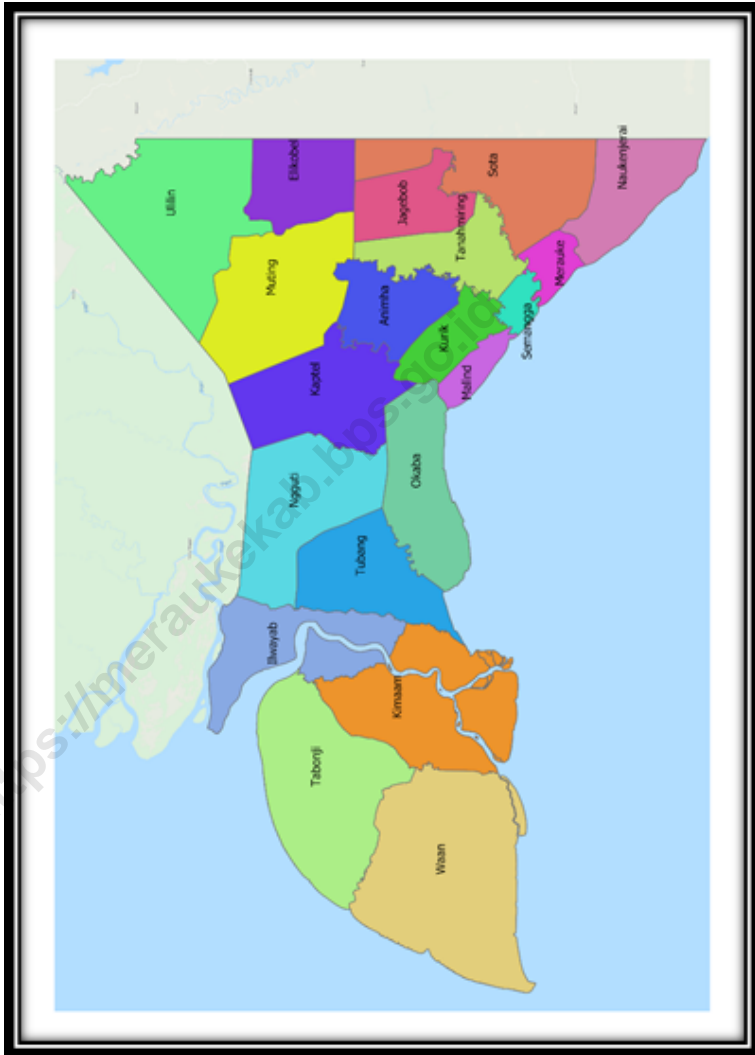 Ulilin
Elikobel
Muting
Jagebob
Sota
Naukenjerai
Tanahmiring
Merauke
Animha
Kurik
Semangga
Malind
Kaptel
Okaba
Ngguti
Tubang
Ilwayab
Kimaam
Tabonji
Waan
tps://meraukekab.bps.go.id